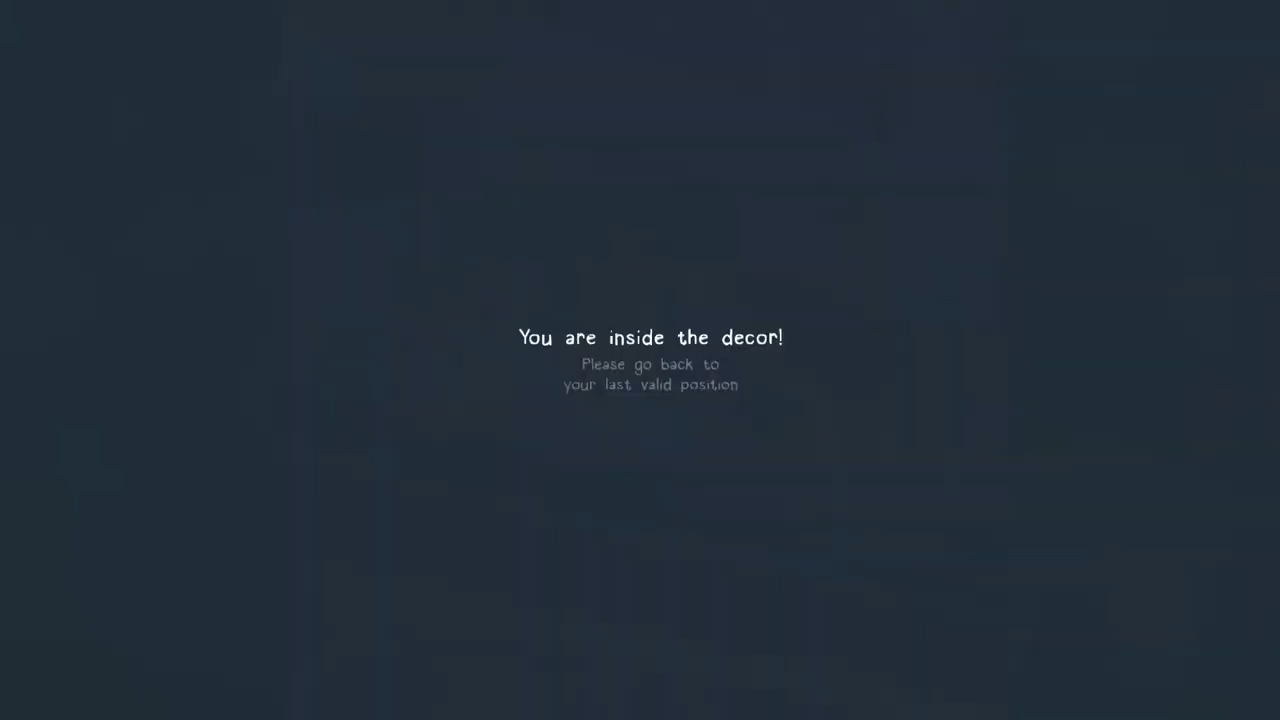 You are inside the decor!
Please go back to
your last valid position